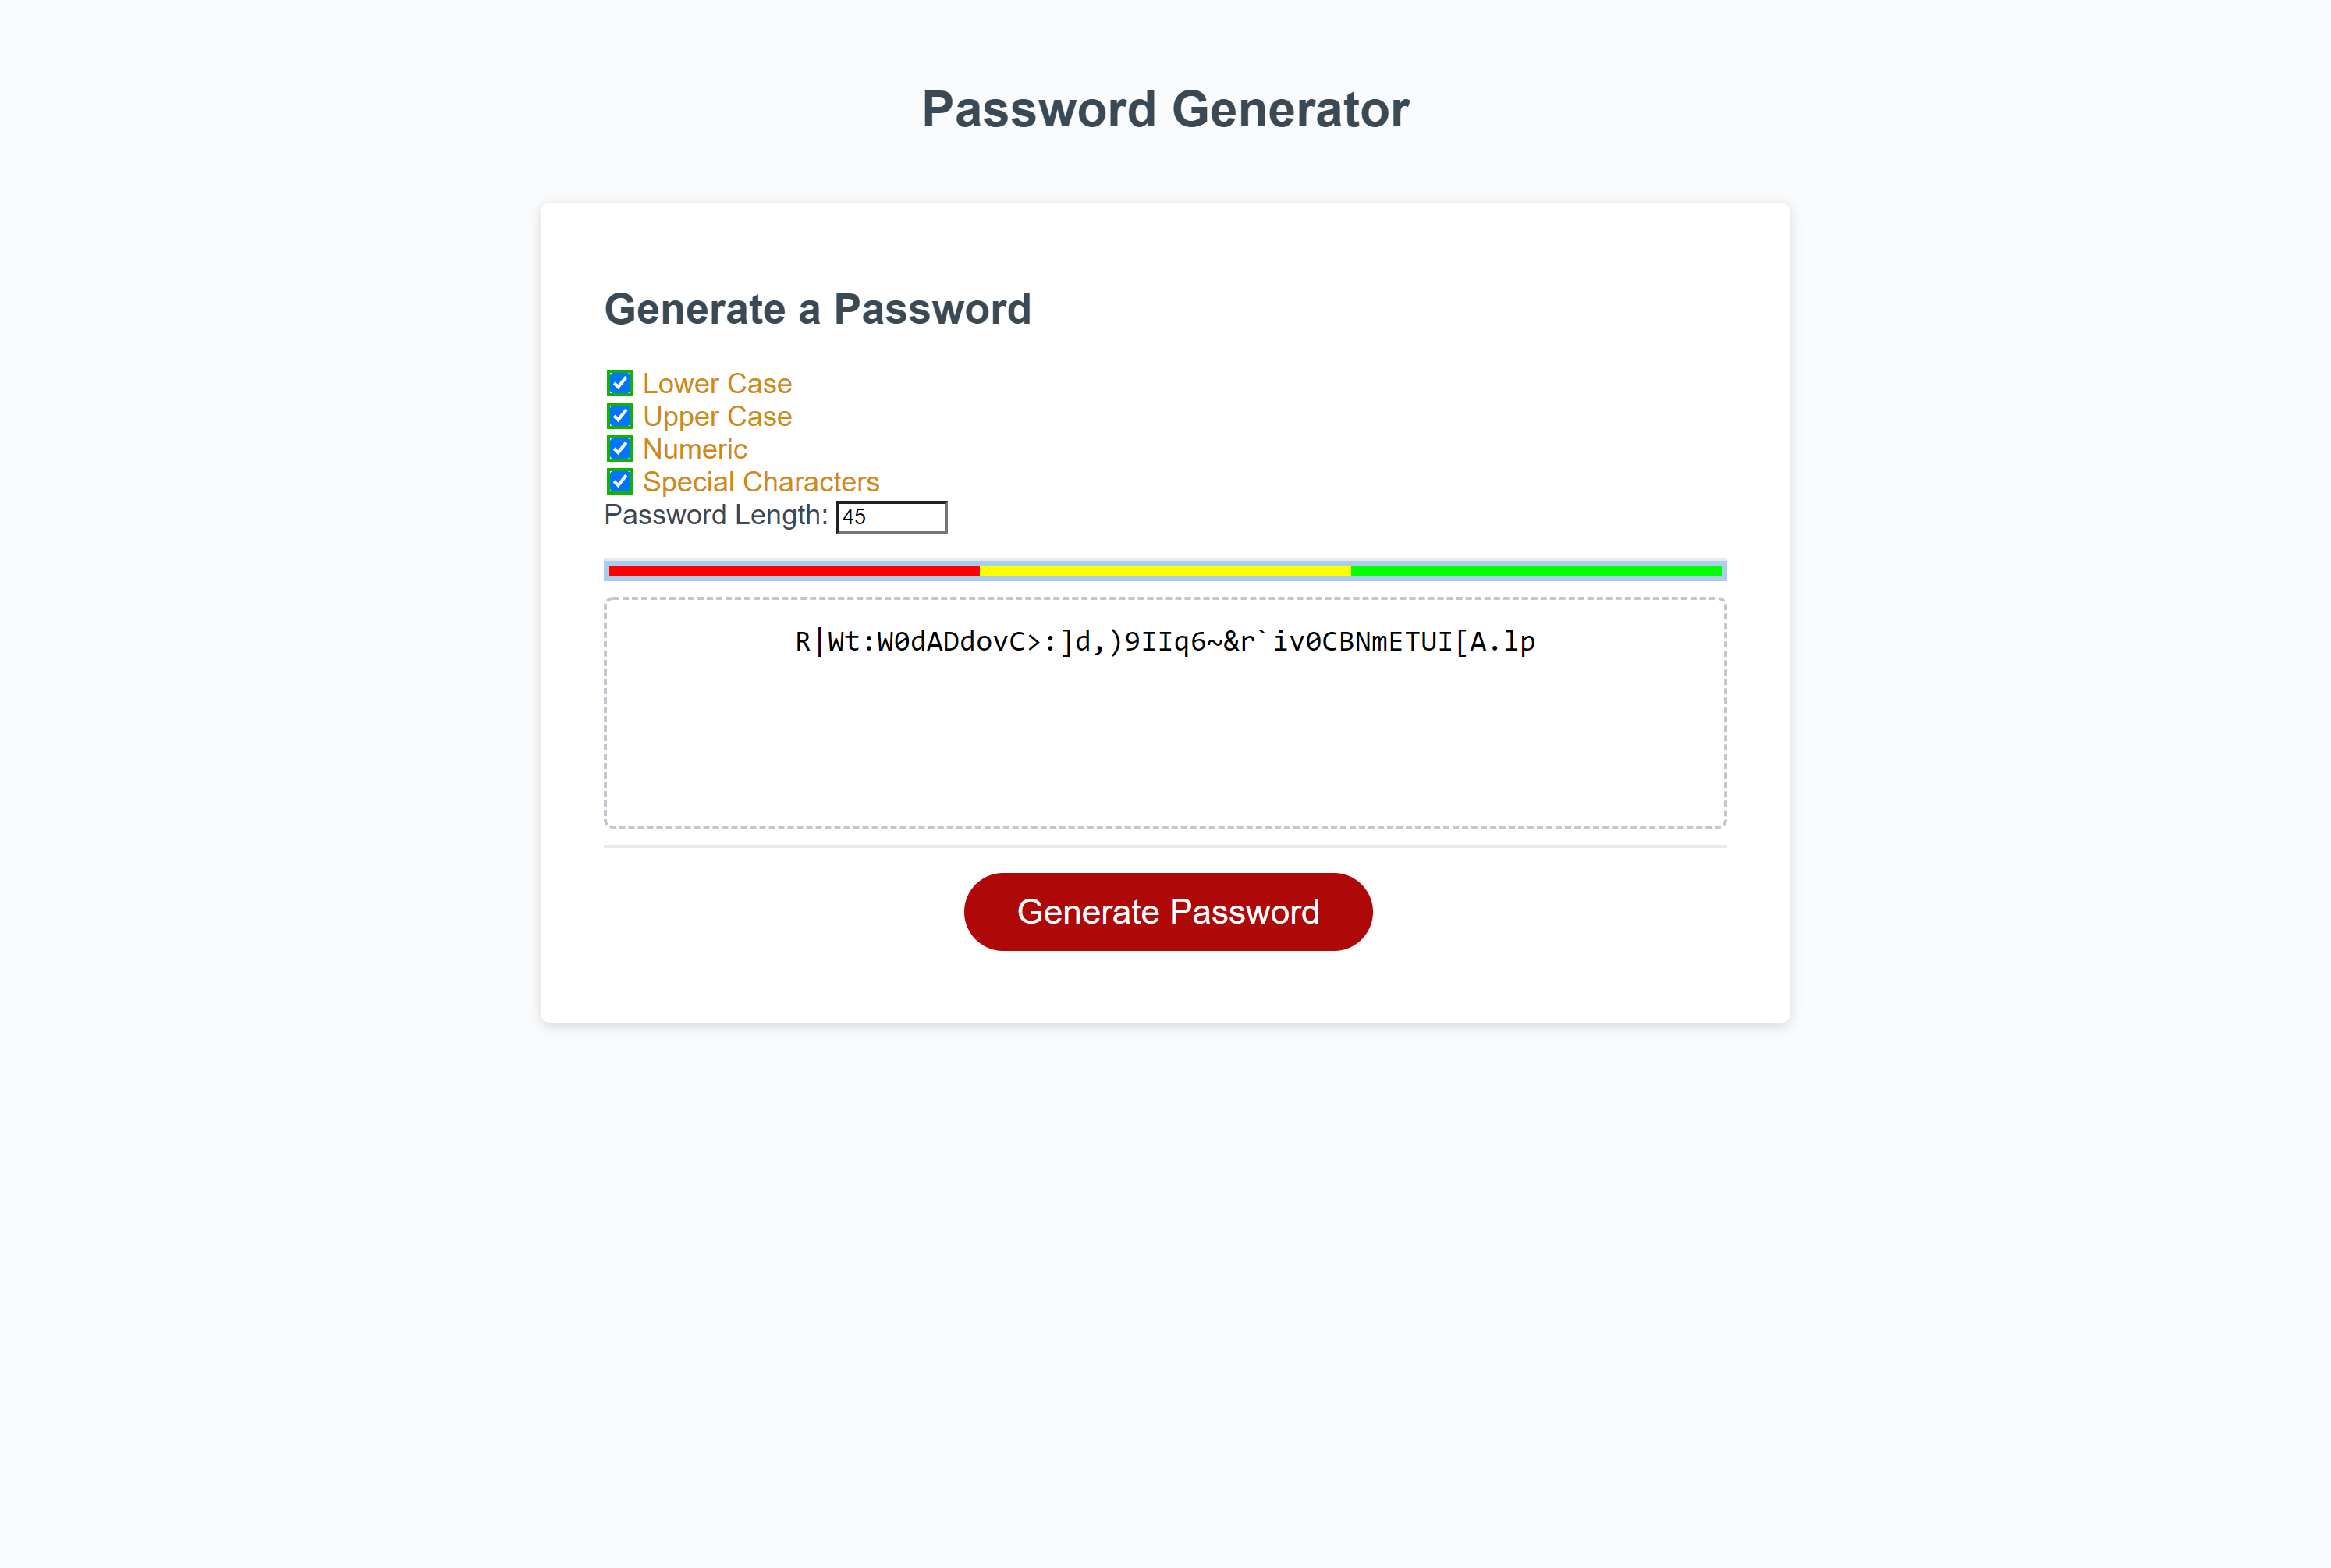 Password Generator
Generate a Password
Lower Case
Upper Case
Numeric
Special Characters
Password Length: 45
R|Wt:W0dADdovC>:]d,)9IIq6~&r`iv0CBNmETUI[A.lp
Generate Password